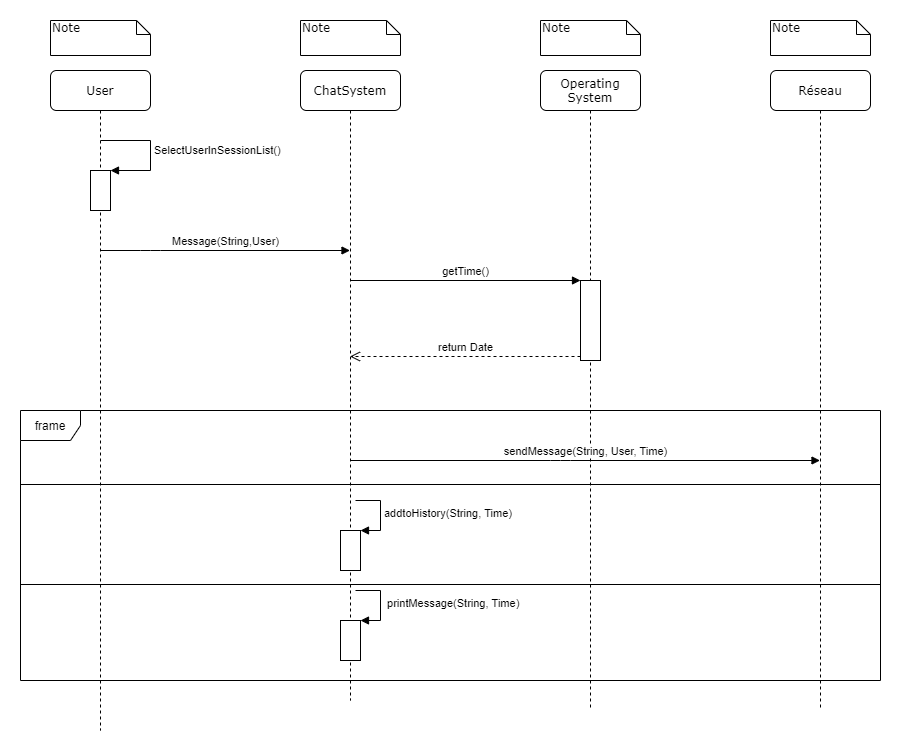 Note
Note
Note
Note
User
ChatSystem
Operating
System
Réseau
SelectUserInSessionList()
Message(String,User)
getTime()
return Date
frame
sendMessage(String, User, Time)
addtoHistory(String, Time)
printMessage(String, Time)